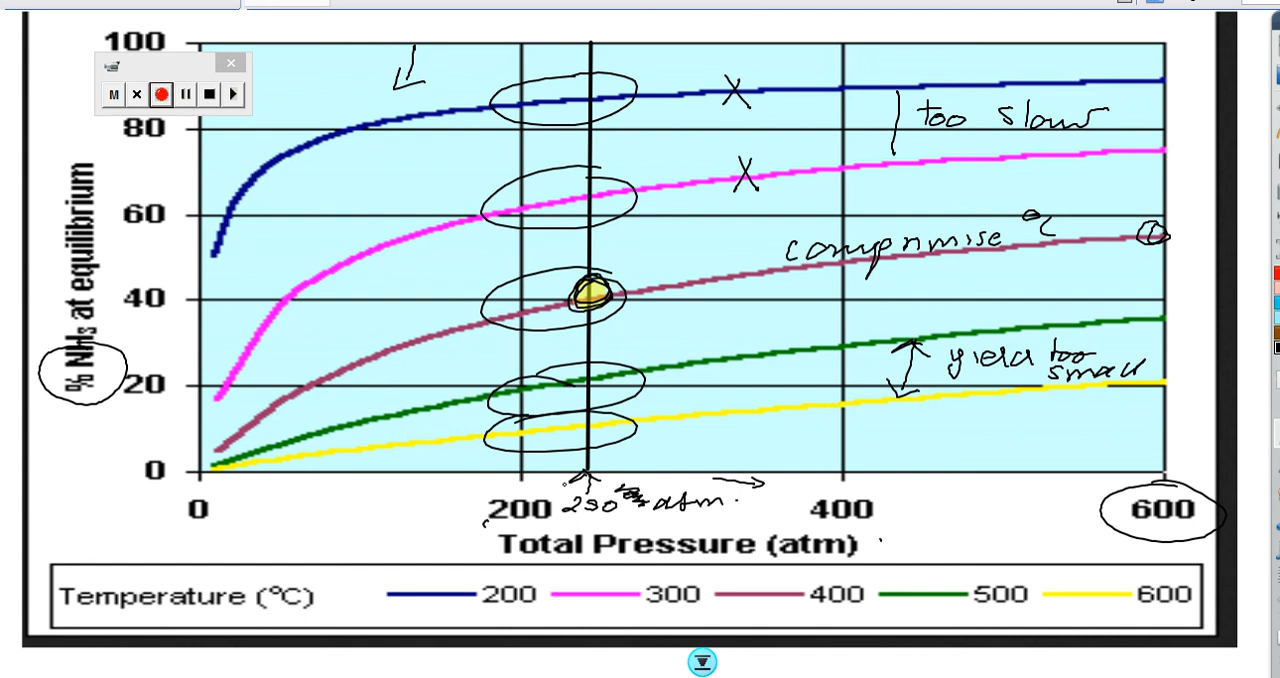 100
M
80
too slow
% NH3 at equilibrium
60
compromise °C
40
yield too
small
20
0
0 200 400 600
250 atm.
Total Pressure (atm)
Temperature (°C) 200 300 400 500 600